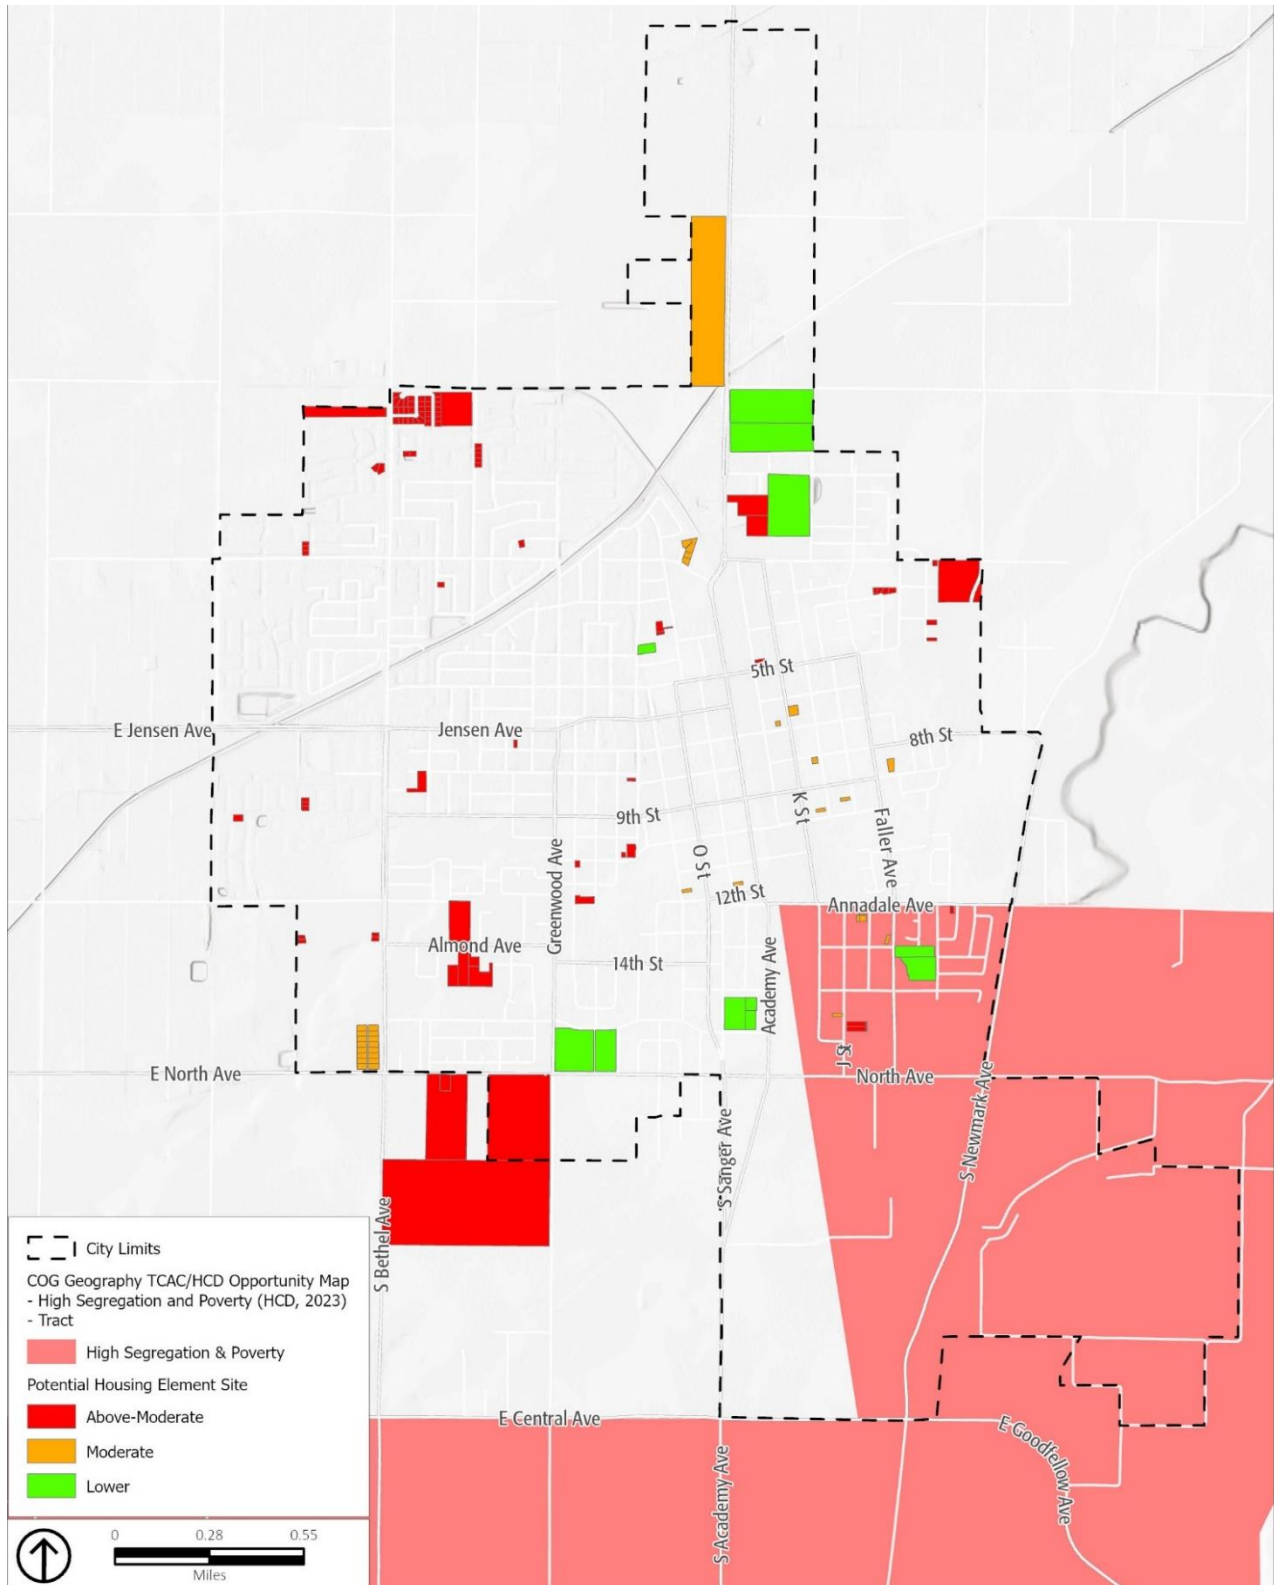 5th St
E Jensen Ave
Jensen Ave
8th St
9th St
K St
Faller Ave
Greenwood Ave
O St
12th St
Annadale Ave
Almond Ave
14th St
Academy Ave
E North Ave
J St
North Ave
S Newmark Ave
S Sanger Ave
S Bethel Ave
City Limits
COG Geography TCAC/HCD Opportunity Map
- High Segregation and Poverty (HCD, 2023)
- Tract
High Segregation & Poverty
Potential Housing Element Site
Above-Moderate
Moderate
Lower
E Central Ave
E Goodfellow Ave
S Academy Ave
0 0.28 0.55
Miles